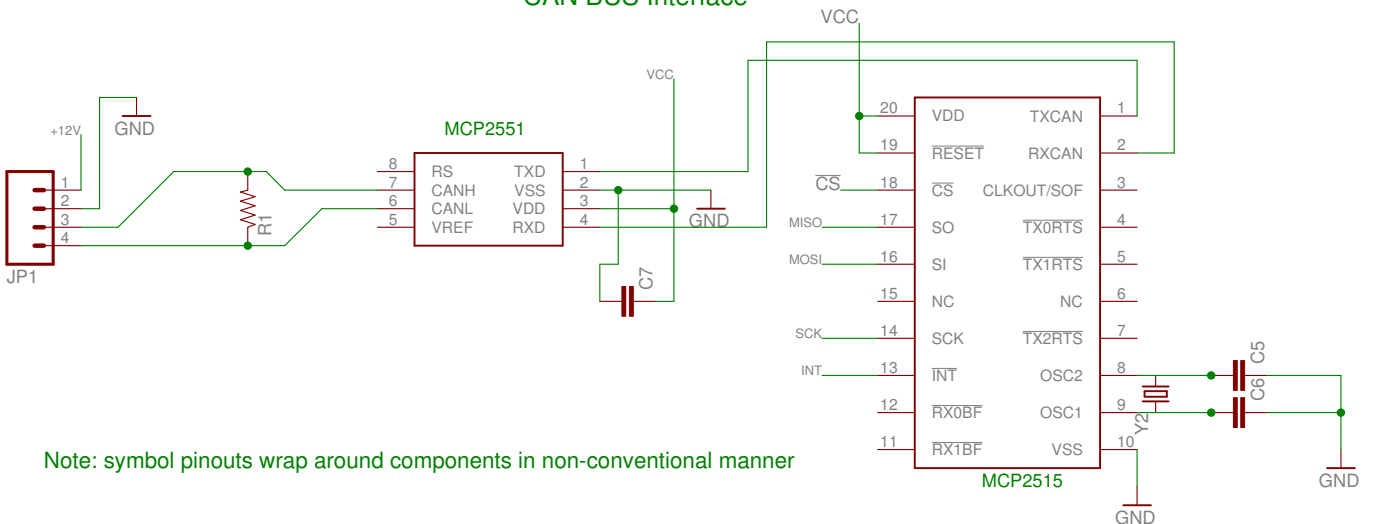 CAN BUS Interface
VCC
VCC
+12V
GND
MCP2551
1
2
3
4
JP1
R1
8 RS TXD 1
7 CANH VSS 2
6 CANL VDD 3
5 VREF RXD 4
GND
C7
20 VDD TXCAN 1
19 RESET RXCAN 2
CS 18 CS CLKOUT/SOF 3
MISO 17 SO TX0RTS 4
MOSI 16 SI TX1RTS 5
15 NC NC 6
SCK 14 SCK TX2RTS 7
INT 13 INT OSC2 8
12 RX0BF OSC1 9
11 RX1BF VSS 10
C5
C6
Y2
MCP2515
GND
GND
Note: symbol pinouts wrap around components in non-conventional manner